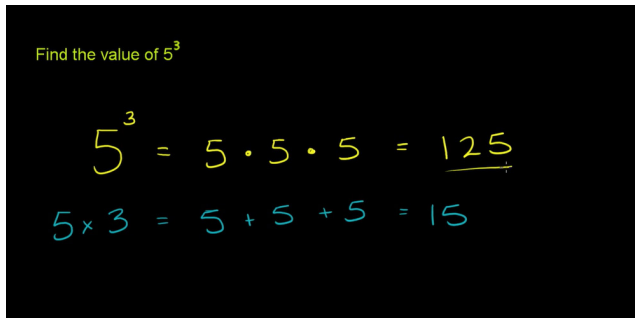 Find the value of 5³
5³ = 5 · 5 · 5 = 125
5 × 3 = 5 + 5 + 5 = 15